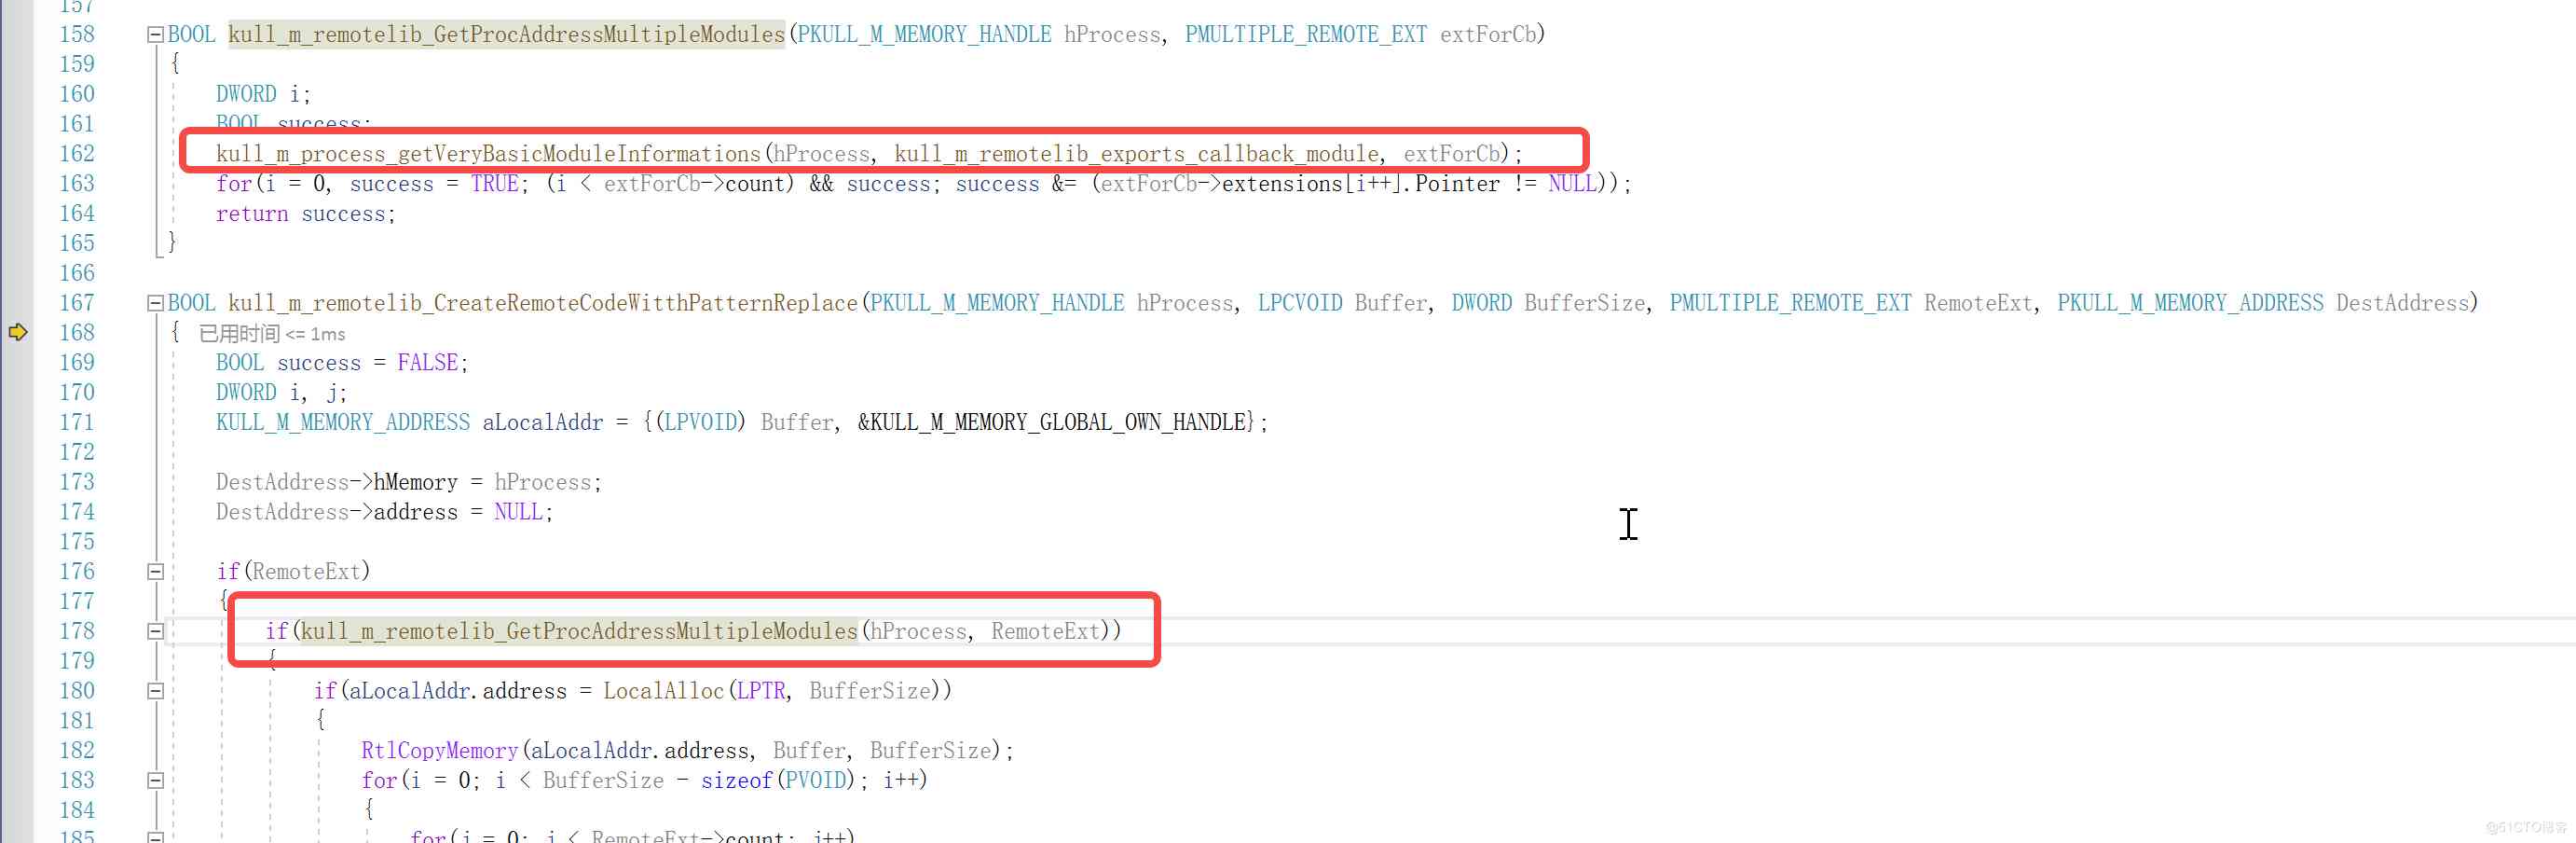 157
158 BOOL kull_m_remotelib_GetProcAddressMultipleModules(PKULL_M_MEMORY_HANDLE hProcess, PMULTIPLE_REMOTE_EXT extForCb)
159 {
160 DWORD i;
161 BOOL success;
162 kull_m_process_getVeryBasicModuleInformations(hProcess, kull_m_remotelib_exports_callback_module, extForCb);
163 for(i = 0, success = TRUE; (i < extForCb->count) && success; success &= (extForCb->extensions[i++].Pointer != NULL));
164 return success;
165 }
166
167 BOOL kull_m_remotelib_CreateRemoteCodeWitthPatternReplace(PKULL_M_MEMORY_HANDLE hProcess, LPCVOID Buffer, DWORD BufferSize, PMULTIPLE_REMOTE_EXT RemoteExt, PKULL_M_MEMORY_ADDRESS DestAddress)
168 { 已用时间 <= 1ms
169 BOOL success = FALSE;
170 DWORD i, j;
171 KULL_M_MEMORY_ADDRESS aLocalAddr = {(LPVOID) Buffer, &KULL_M_MEMORY_GLOBAL_OWN_HANDLE};
172
173 DestAddress->hMemory = hProcess;
174 DestAddress->address = NULL;
175
176 if(RemoteExt)
177 {
178 if(kull_m_remotelib_GetProcAddressMultipleModules(hProcess, RemoteExt))
179 {
180 if(aLocalAddr.address = LocalAlloc(LPTR, BufferSize))
181 {
182 RtlCopyMemory(aLocalAddr.address, Buffer, BufferSize);
183 for(i = 0; i < BufferSize - sizeof(PVOID); i++)
184 {
185 for(j = 0; j < RemoteExt->count; j++)
@51CTO博客